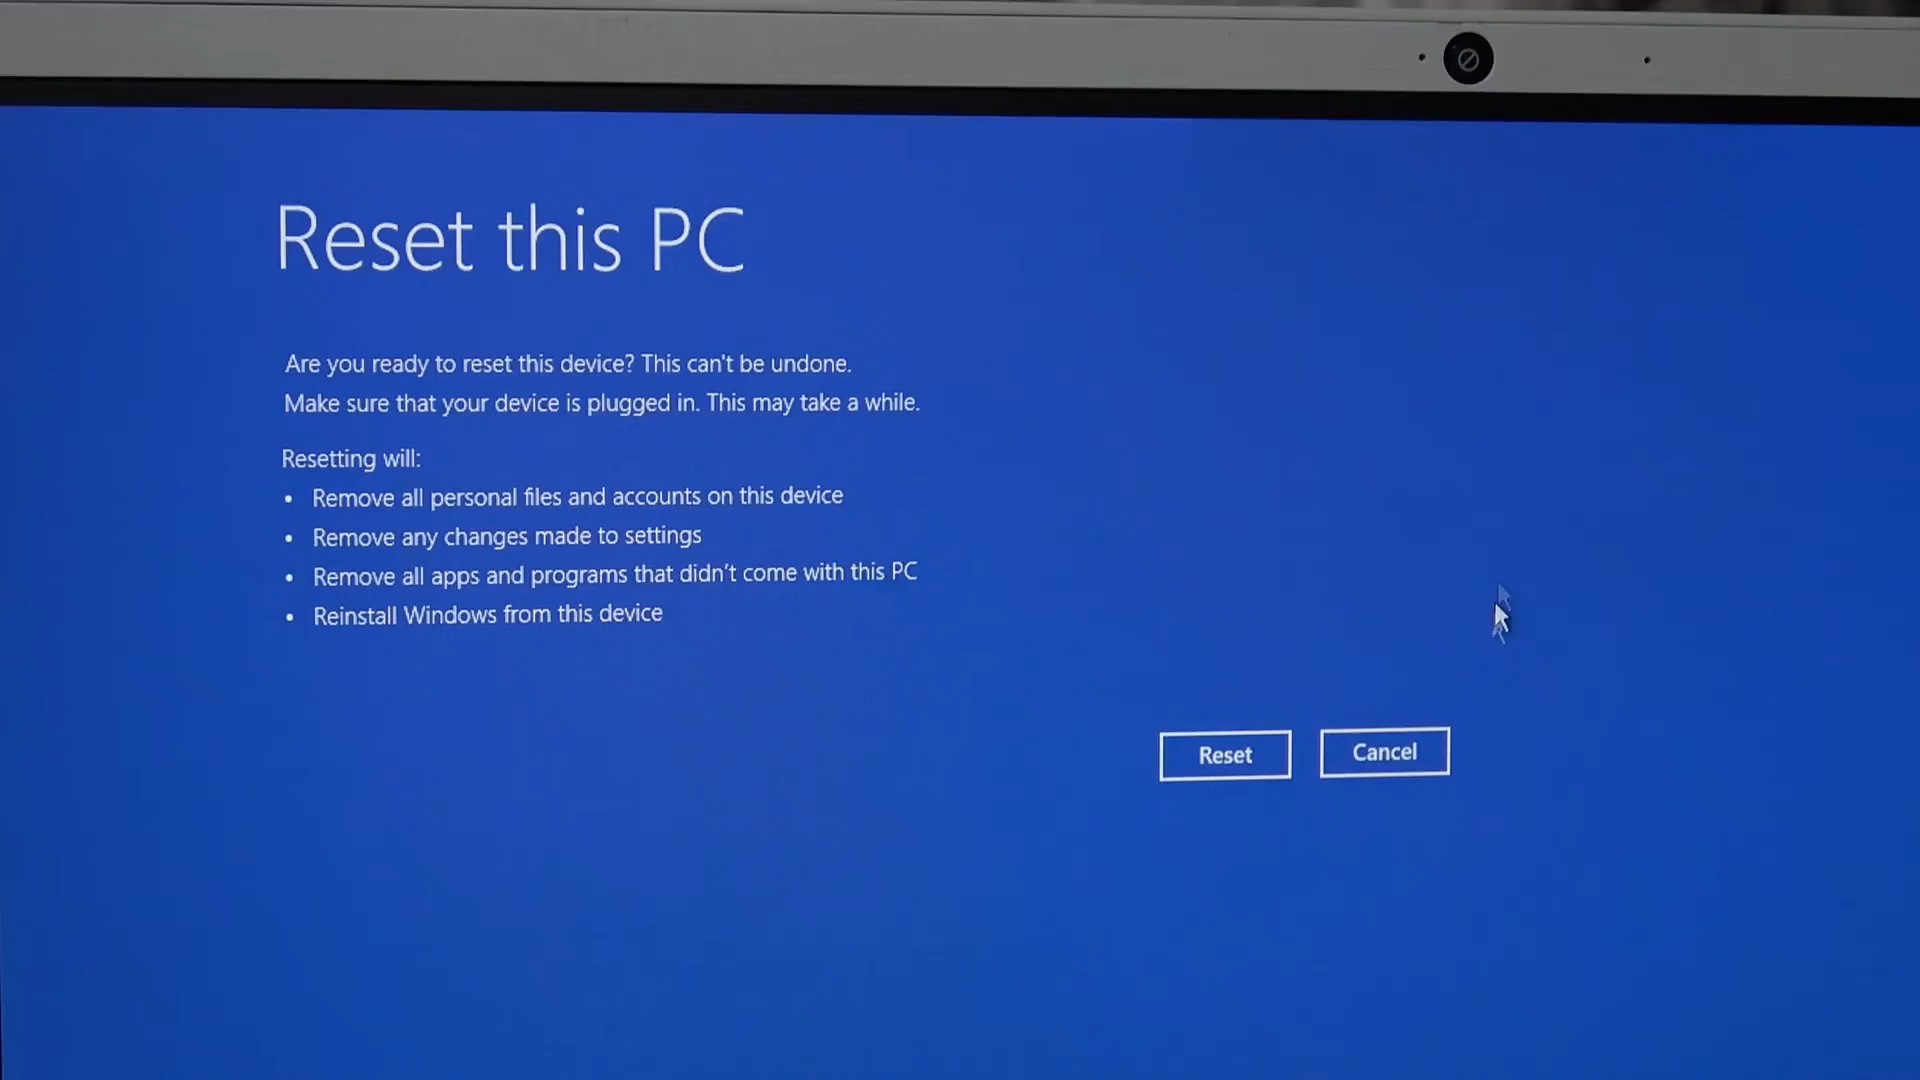 Reset this PC
Are you ready to reset this device? This can't be undone.
Make sure that your device is plugged in. This may take a while.
Resetting will:
• Remove all personal files and accounts on this device
• Remove any changes made to settings
• Remove all apps and programs that didn't come with this PC
• Reinstall Windows from this device
Reset Cancel